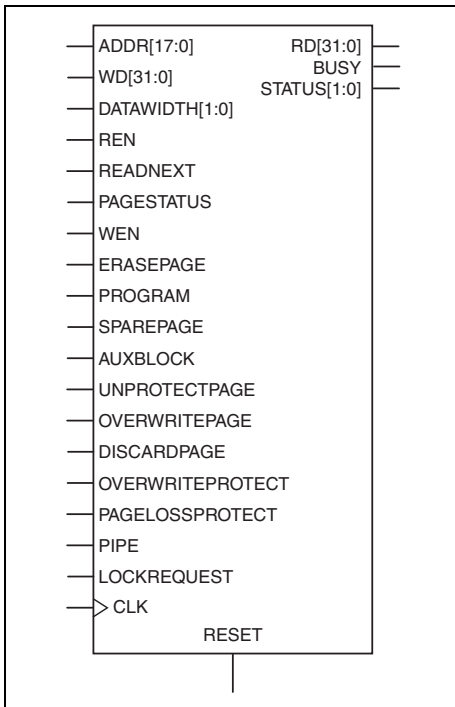 ADDR[17:0]
RD[31:0]
WD[31:0]
BUSY
DATAWIDTH[1:0]
STATUS[1:0]
REN
READNEXT
PAGESTATUS
WEN
ERASEPAGE
PROGRAM
SPAREPAGE
AUXBLOCK
UNPROTECTPAGE
OVERWRITEPAGE
DISCARDPAGE
OVERWRITEPROTECT
PAGELOSSPROTECT
PIPE
LOCKREQUEST
CLK
RESET